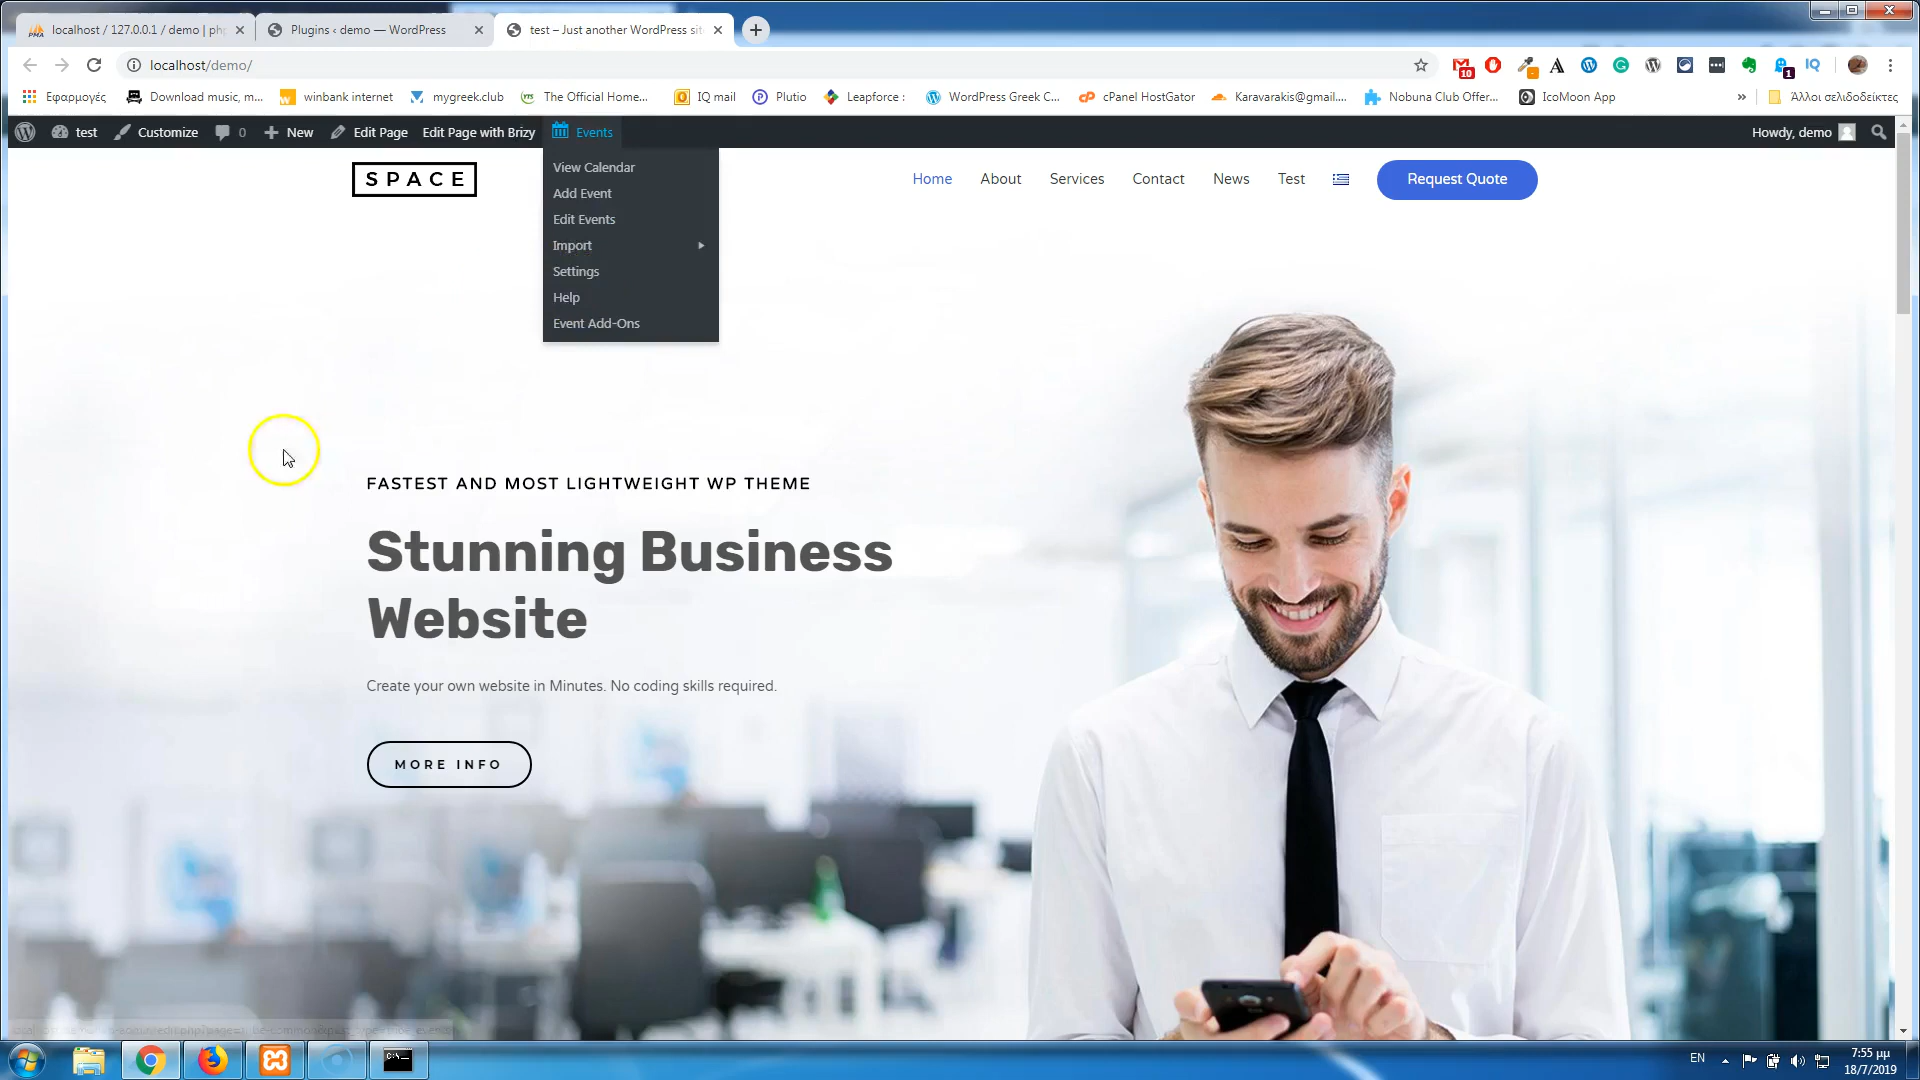 localhost / 127.0.0.1 / demo | ph
Plugins ‹ demo — WordPress
test – Just another WordPress sit
localhost/demo/
10
1
Εφαρμογές
Download music, m...
winbank internet
mygreek.club
The Official Home...
IQ mail
Plutio
Leapforce :
WordPress Greek C...
cPanel HostGator
Karavarakis@gmail....
Nobuna Club Offer...
IcoMoon App
»
Άλλοι σελιδοδείκτες
test
Customize
0
New
Edit Page
Edit Page with Brizy
Events
Howdy, demo
View Calendar
Add Event
Edit Events
Import
Settings
Help
Event Add-Ons
SPACE
Home
About
Services
Contact
News
Test
Request Quote
FASTEST AND MOST LIGHTWEIGHT WP THEME
Stunning Business
Website
Create your own website in Minutes. No coding skills required.
MORE INFO
EN
7:55 μμ
18/7/2019